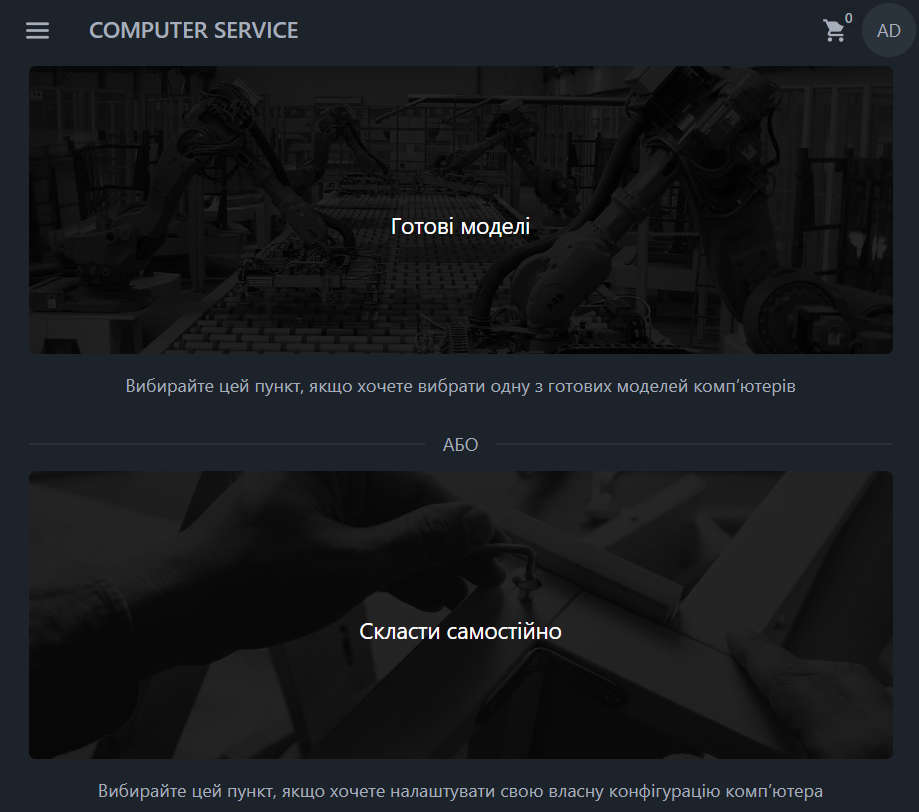 COMPUTER SERVICE
0
AD
Готові моделі
Вибирайте цей пункт, якщо хочете вибрати одну з готових моделей комп’ютерів
АБО
Скласти самостійно
Вибирайте цей пункт, якщо хочете налаштувати свою власну конфігурацію комп’ютера